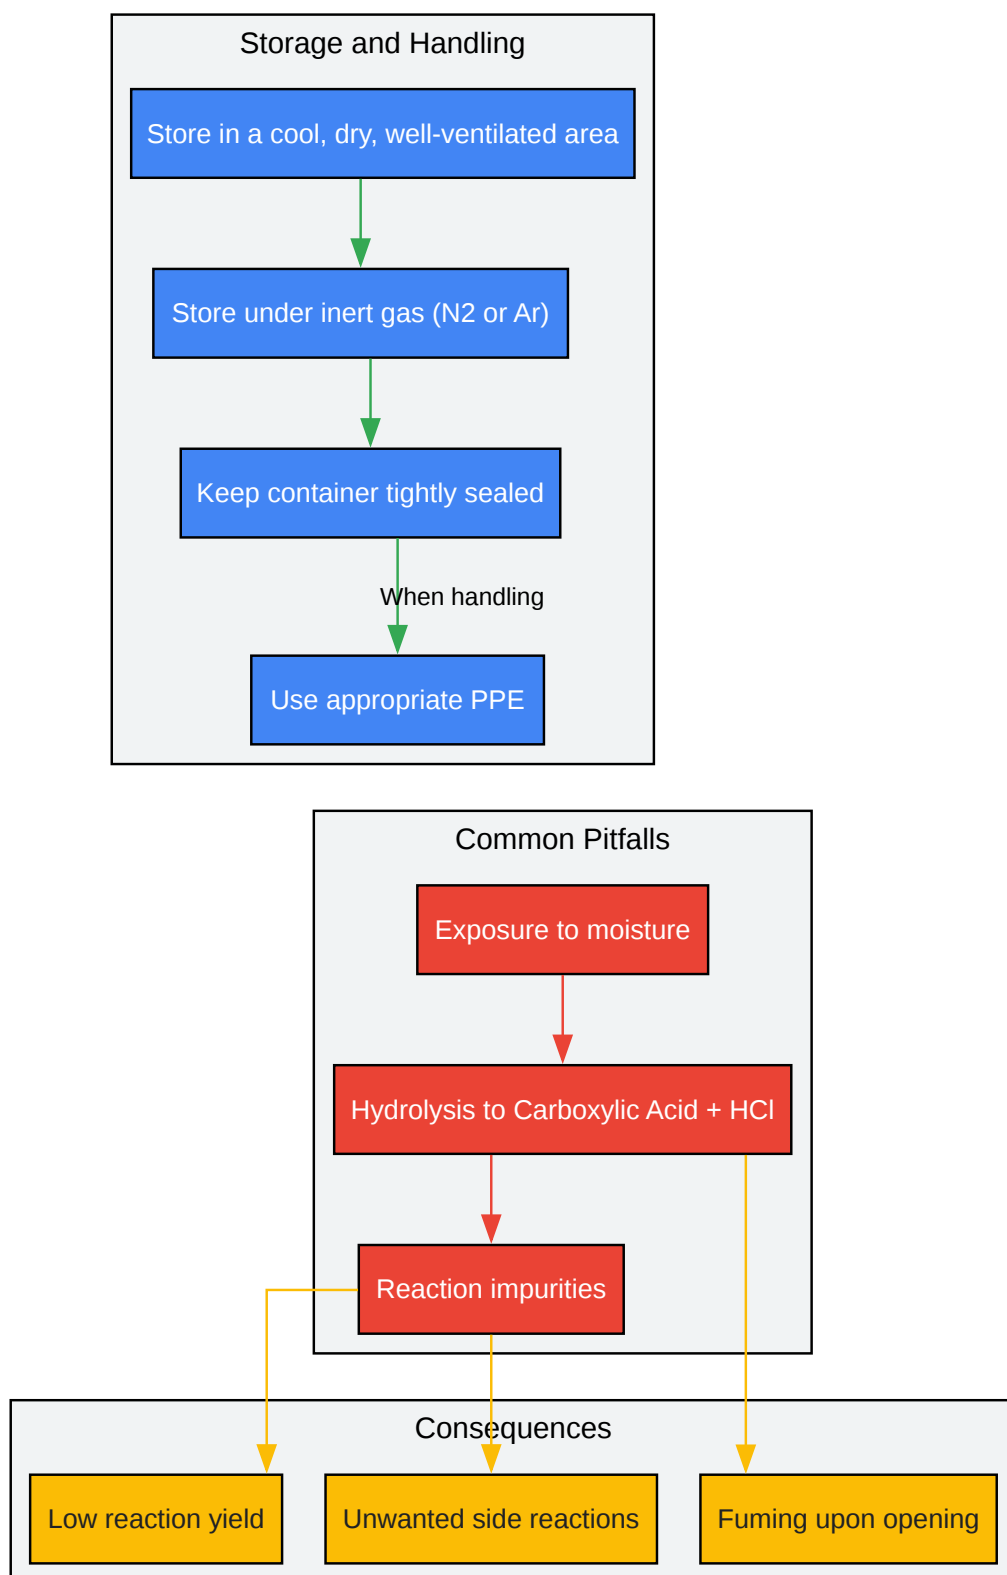 Storage and Handling
Store in a cool, dry, well-ventilated area
Store under inert gas (N2 or Ar)
Keep container tightly sealed
When handling
Use appropriate PPE
Common Pitfalls
Exposure to moisture
Hydrolysis to Carboxylic Acid + HCl
Reaction impurities
Consequences
Low reaction yield
Unwanted side reactions
Fuming upon opening